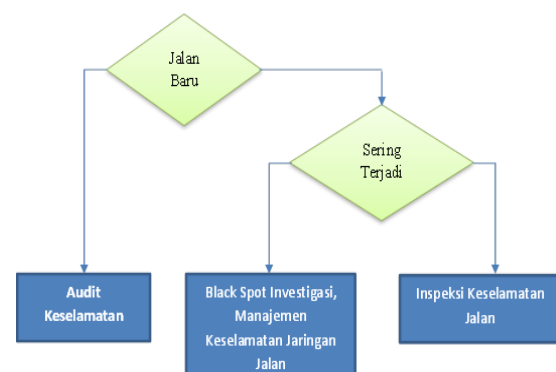 Jalan
Baru
Sering
Terjadi
Audit
Keselamatan
Black Spot Investigasi,
Manajemen
Keselamatan Jaringan
Jalan
Inspeksi Keselamatan
Jalan